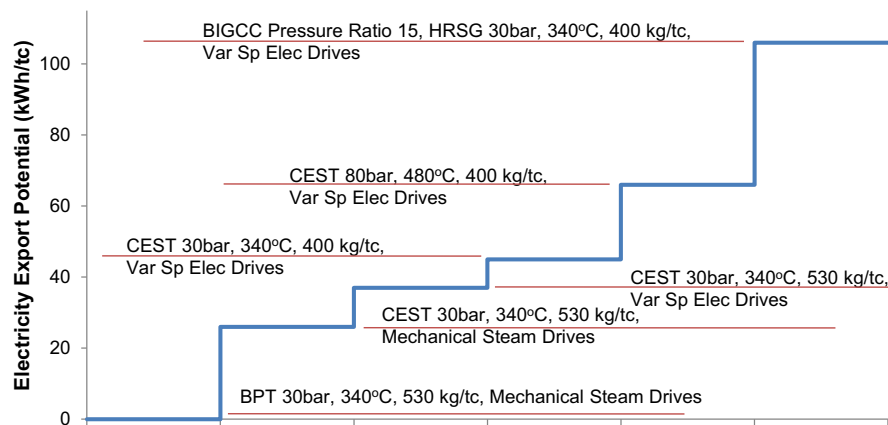 BIGCC Pressure Ratio 15, HRSG 30bar, 340ºC, 400 kg/tc,
Var Sp Elec Drives
100
Electricity Export Potential (kWh/tc)
80
CEST 80bar, 480ºC, 400 kg/tc,
Var Sp Elec Drives
60
CEST 30bar, 340ºC, 400 kg/tc,
Var Sp Elec Drives
40
CEST 30bar, 340ºC, 530 kg/tc,
Var Sp Elec Drives
CEST 30bar, 340ºC, 530 kg/tc,
Mechanical Steam Drives
20
BPT 30bar, 340ºC, 530 kg/tc, Mechanical Steam Drives
0